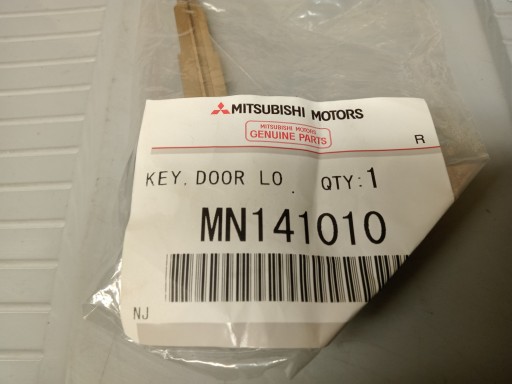 MITSUBISHI MOTORS
MITSUBISHI MOTORS
GENUINE PARTS
R
KEY, DOOR LO . QTY:1
MN141010
NJ